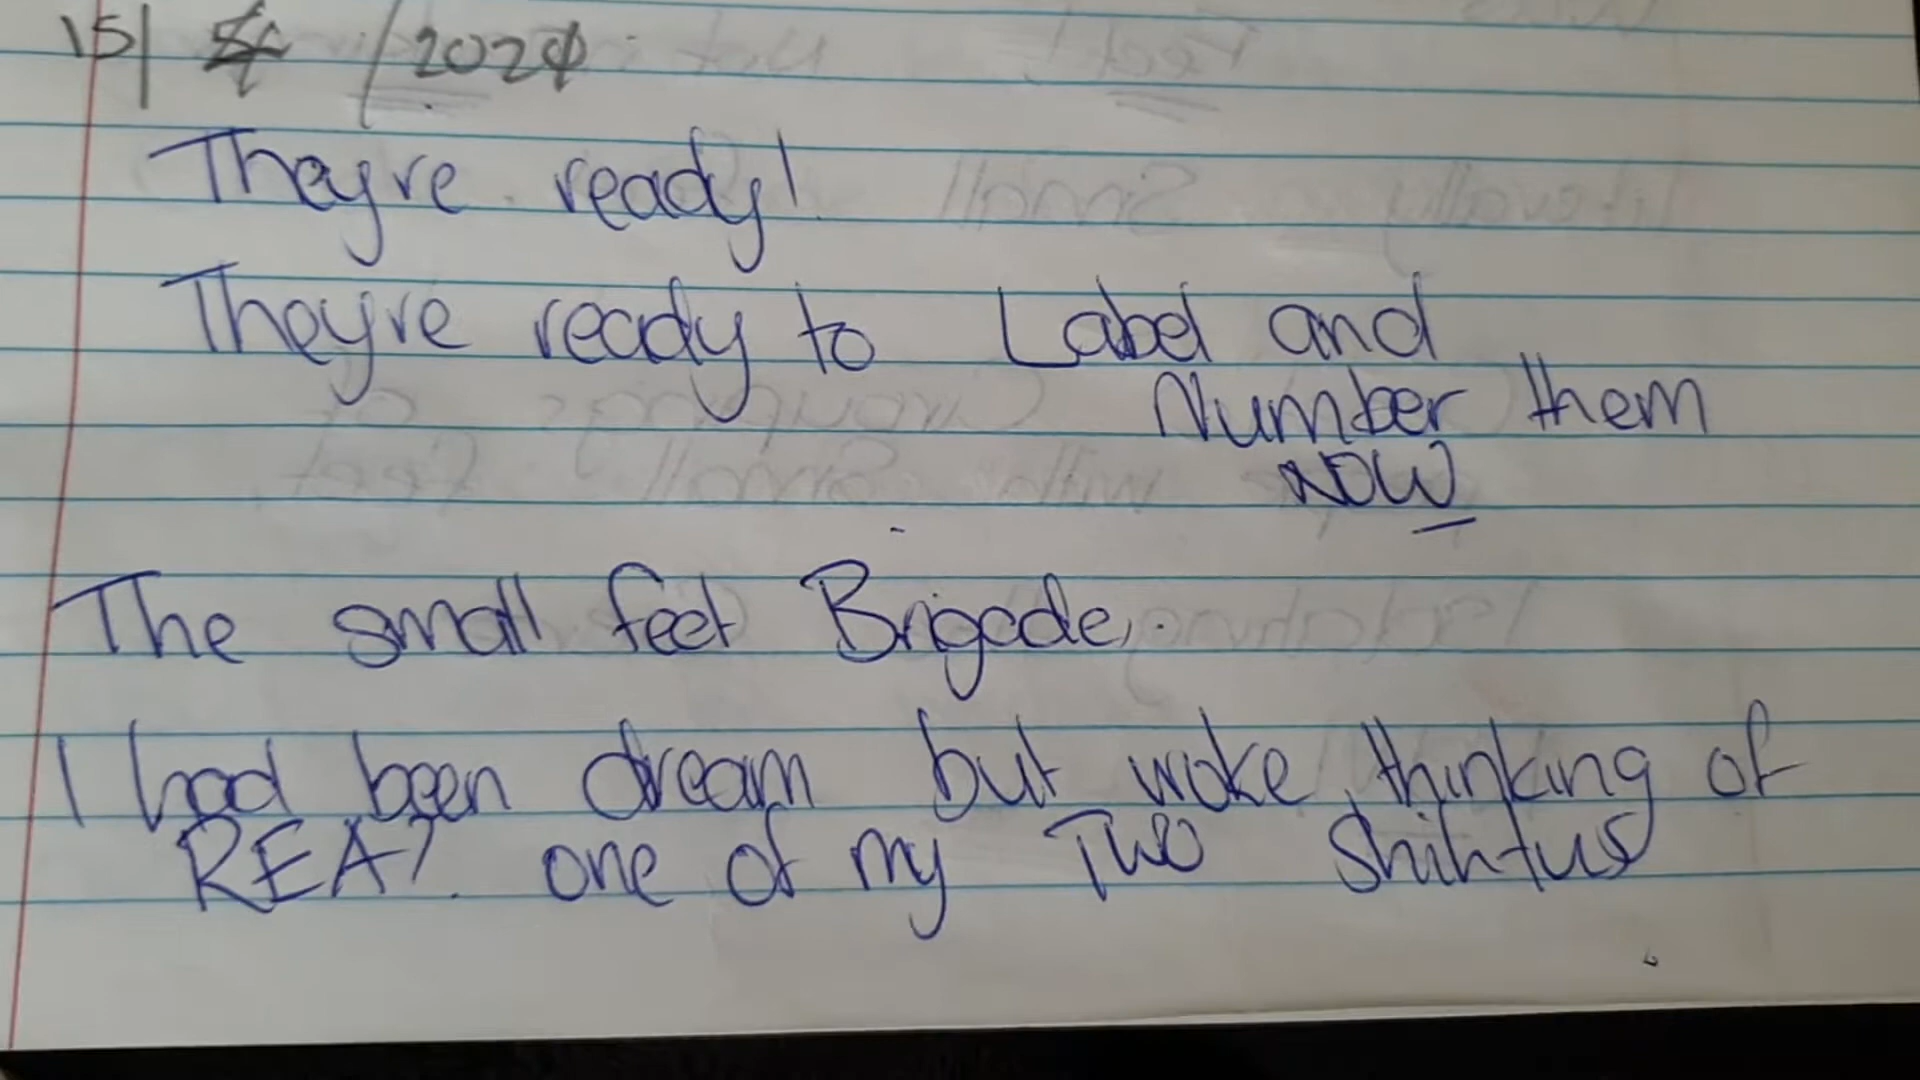 15/ /2024
Theyre ready!
Theyre ready to Label and
Number them
NOW
The small feet Brigade.
I had been dream but woke thinking of
one of my Two Shihtus